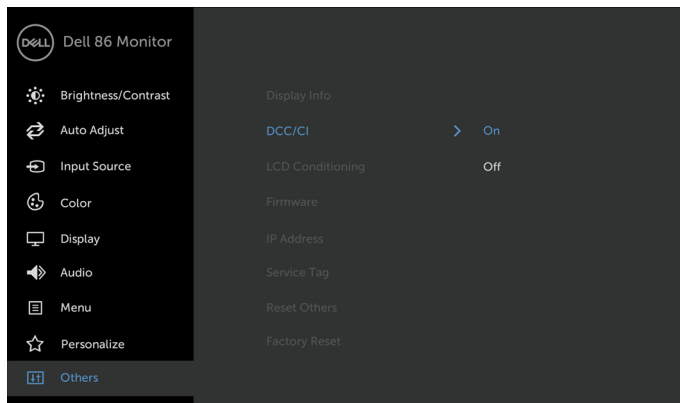 DELL
Dell 86 Monitor
Brightness/Contrast
Auto Adjust
Input Source
Color
Display
Audio
Menu
Personalize
Others
Display Info
DCC/CI
On
LCD Conditioning
Off
Firmware
IP Address
Service Tag
Reset Others
Factory Reset